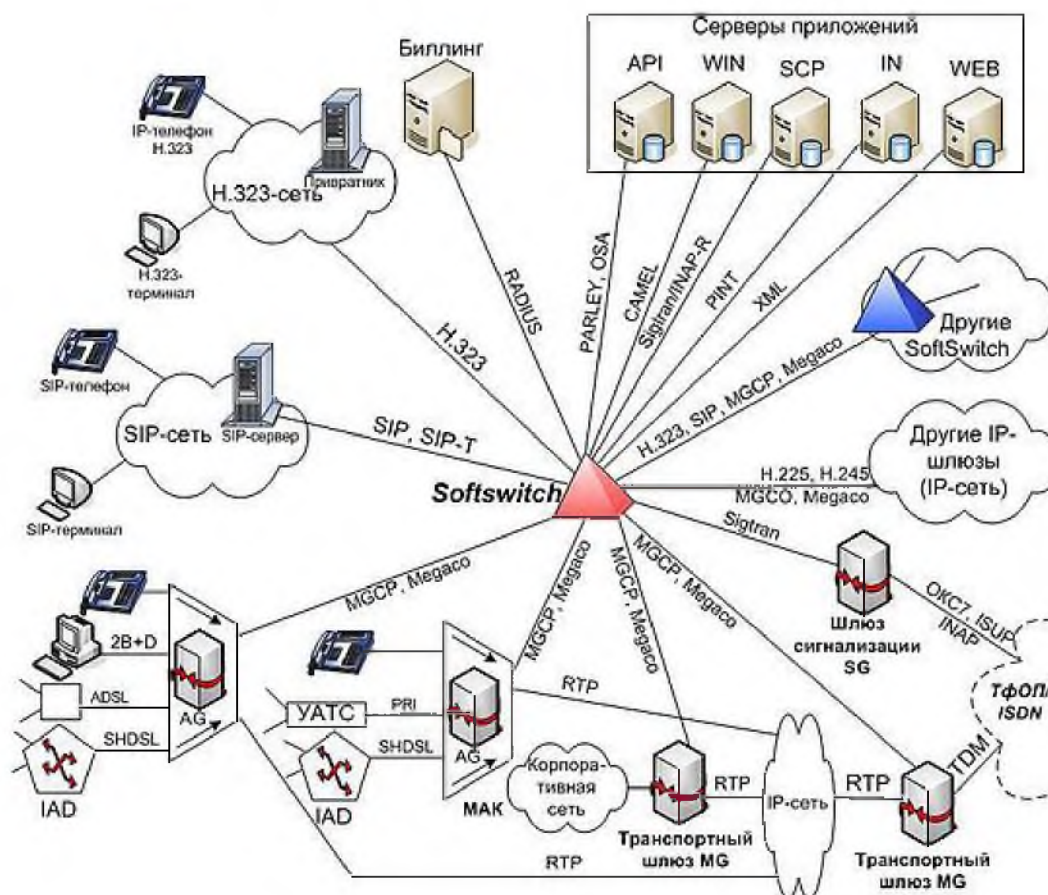 Серверы приложений
Биллинг
API
WIN
SCP
IN
WEB
IP-телефон
H.323
Привратник
H.323-сеть
H.323-
терминал
RADIUS
H.323
PARLEY, OSA
CAMEL
Sigtran/INAP-R
PINT
XML
Другие
SoftSwitch
H.323, SIP, MGCP, Megaco
SIP-телефон
SIP-сеть
SIP-сервер
SIP, SIP-T
SIP-терминал
Softswitch
Другие IP-
шлюзы
(IP-сеть)
H.225, H.245
MGCO, Megaco
Sigtran
MGCP, Megaco
MGCP, Megaco
MGCP, Megaco
MGCP, Megaco
Шлюз
сигнализации
SG
ОКС7, ISUP
INAP
ТфОП/
ISDN
2B+D
ADSL
AG
SHDSL
IAD
УАТС
PRI
SHDSL
AG
IAD
МАК
RTP
Корпора-
тивная
сеть
RTP
IP-сеть
RTP
TDM
Транспортный
шлюз MG
Транспортный
шлюз MG
RTP